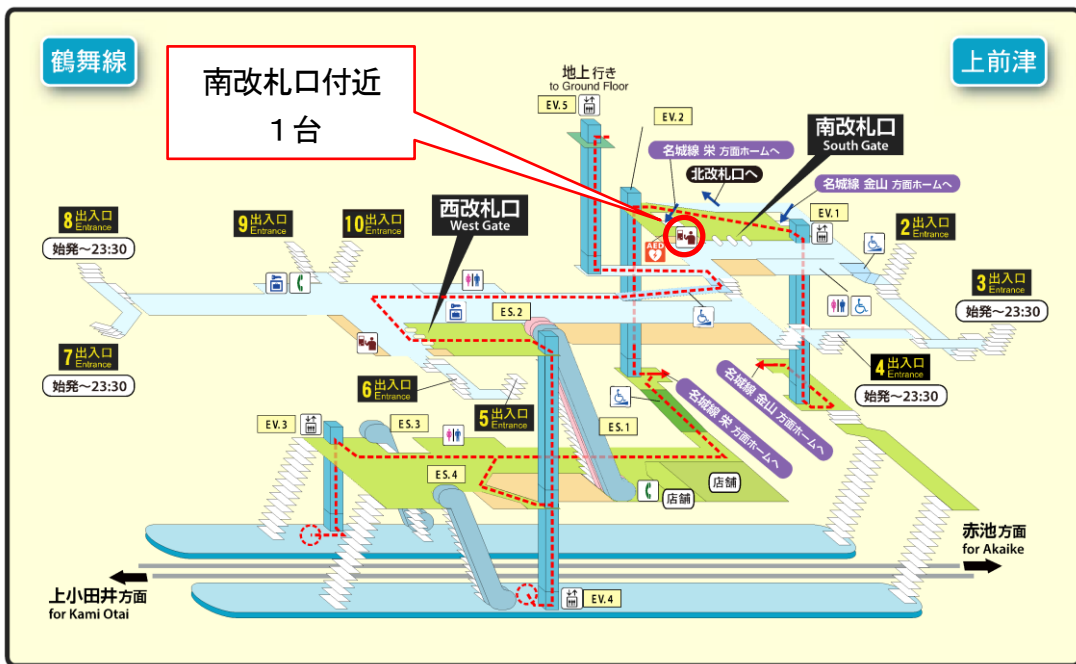 鶴舞線
上前津
南改札口付近
1台
地上行き
to Ground Floor
EV.5
EV.2
南改札口
South Gate
名城線 栄 方面ホームへ
北改札口へ
名城線 金山 方面ホームへ
8 出入口
Entrance
始発～23:30
9 出入口
Entrance
10 出入口
Entrance
西改札口
West Gate
EV.1
2 出入口
Entrance
AED
3 出入口
Entrance
始発～23:30
ES.2
7 出入口
Entrance
始発～23:30
6 出入口
Entrance
5 出入口
Entrance
4 出入口
Entrance
始発～23:30
名城線 金山 方面ホームへ
名城線 栄 方面ホームへ
EV.3
ES.3
ES.1
ES.4
店舗
店舗
赤池方面
for Akaike
上小田井方面
for Kami Otai
EV.4